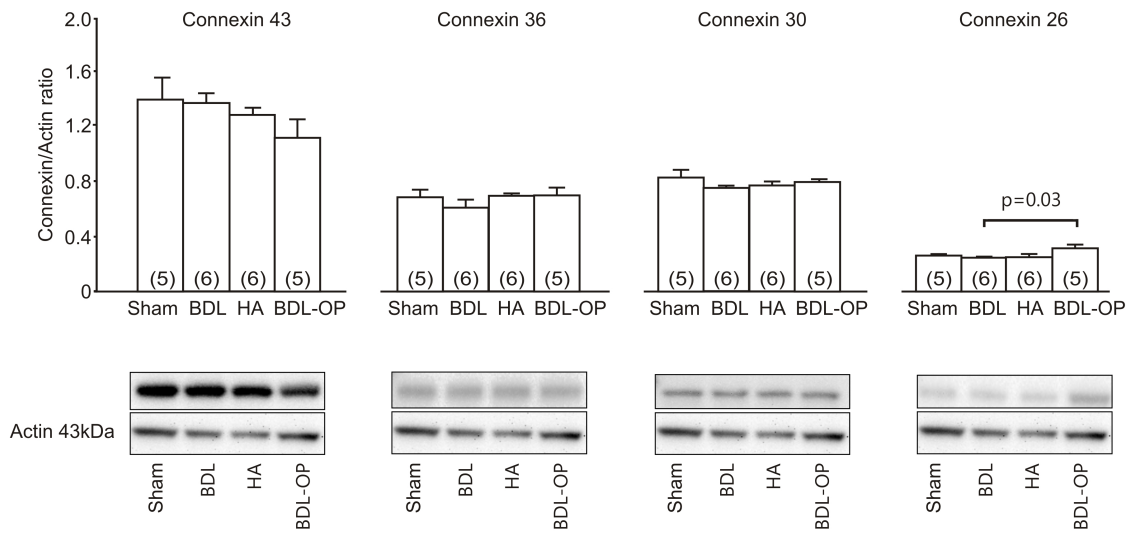 Connexin 43 Connexin 36 Connexin 30 Connexin 26
Connexin/Actin ratio
2.0
1.6
1.2
0.8
0.4
0
p=0.03
(5) (6) (6) (5) (5) (6) (6) (5) (5) (6) (6) (5) (5) (6) (6) (5)
Sham BDL HA BDL-OP Sham BDL HA BDL-OP Sham BDL HA BDL-OP Sham BDL HA BDL-OP
Actin 43kDa
Sham BDL HA BDL-OP Sham BDL HA BDL-OP Sham BDL HA BDL-OP Sham BDL HA BDL-OP